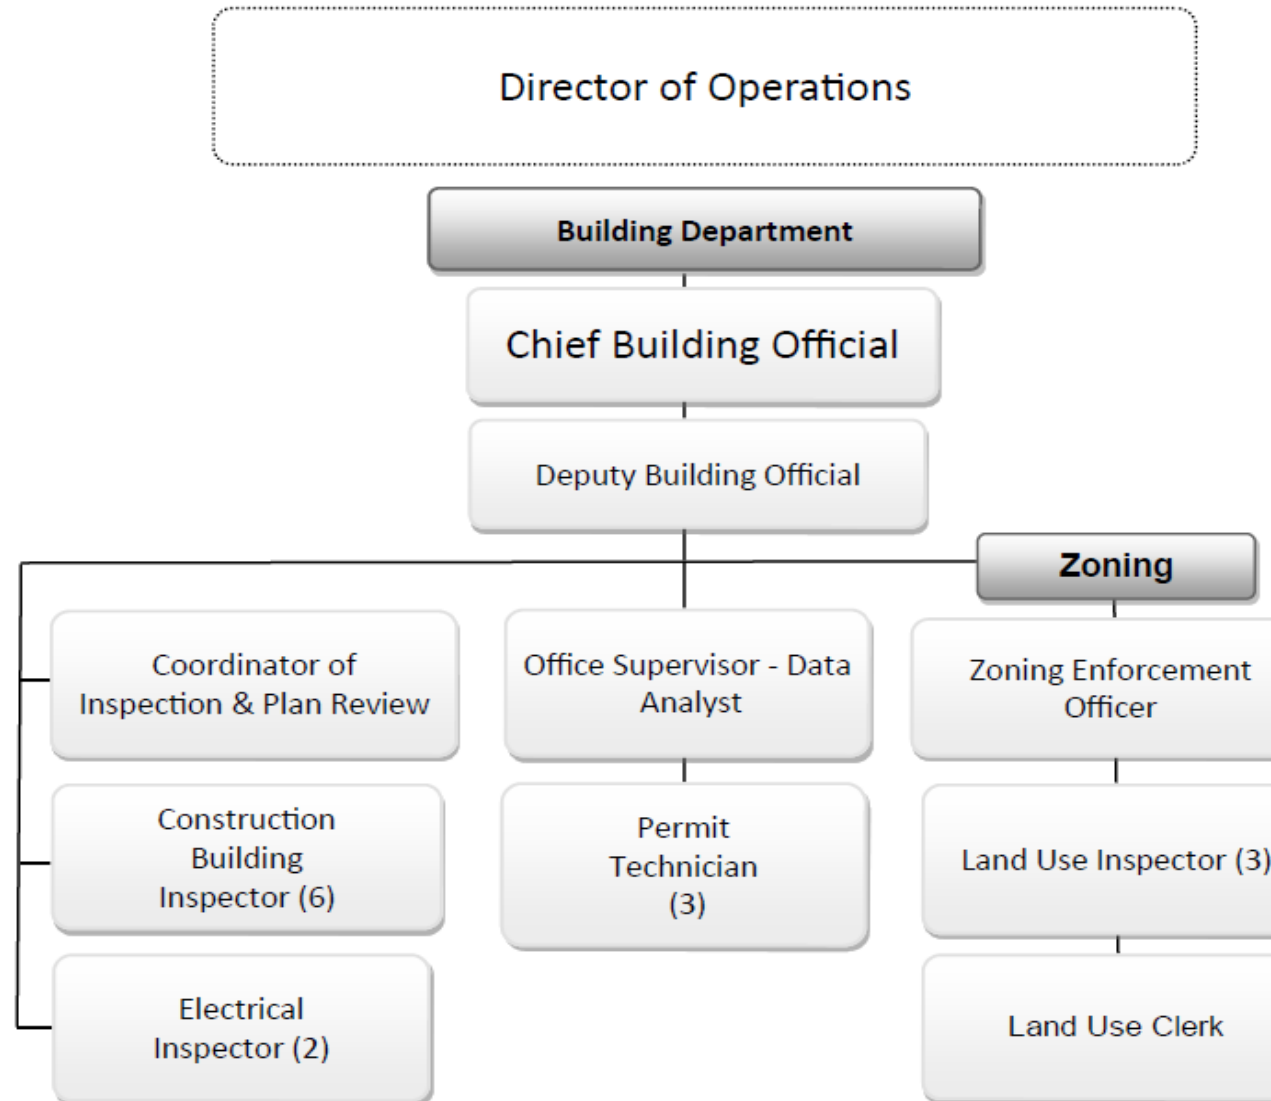 Director of Operations
Building Department
Chief Building Official
Deputy Building Official
Zoning
Coordinator of
Inspection & Plan Review
Office Supervisor - Data
Analyst
Zoning Enforcement
Officer
Construction
Building
Inspector (6)
Permit
Technician
(3)
Land Use Inspector (3)
Electrical
Inspector (2)
Land Use Clerk